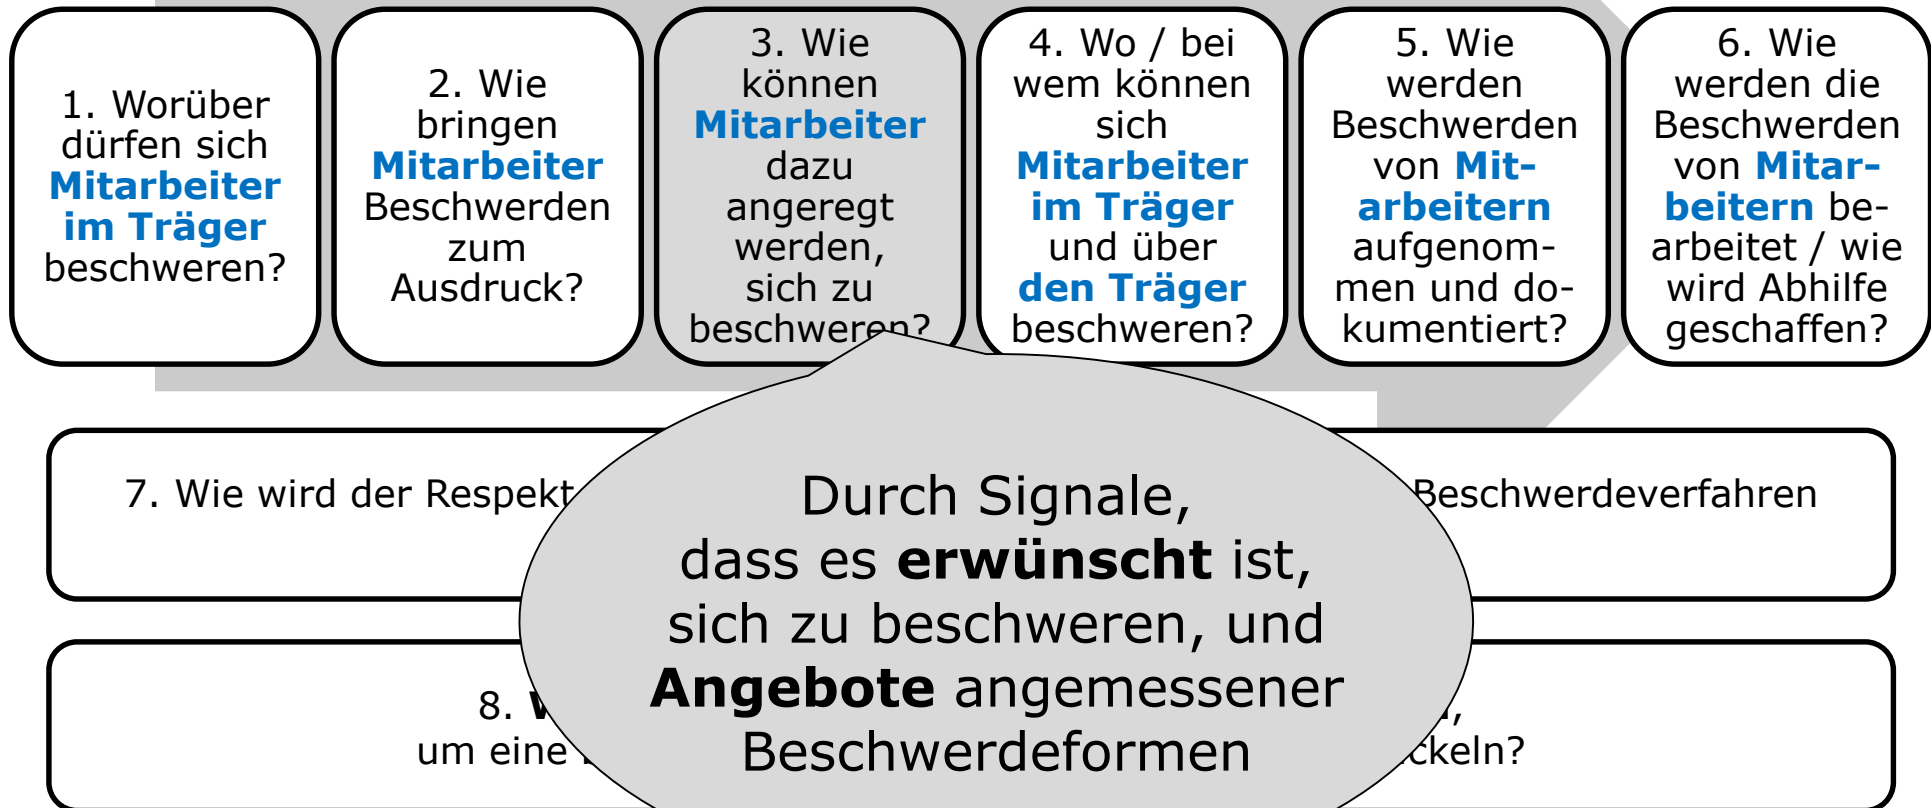 1. Worüber
dürfen sich
Mitarbeiter
im Träger
beschweren?
2. Wie
bringen
Mitarbeiter
Beschwerden
zum
Ausdruck?
3. Wie
können
Mitarbeiter
dazu
angeregt
werden,
sich zu
beschweren?
4. Wo / bei
wem können
sich
Mitarbeiter
im Träger
und über
den Träger
beschweren?
5. Wie
werden
Beschwerden
von Mit-
arbeitern
aufgenom-
men und do-
kumentiert?
6. Wie
werden die
Beschwerden
von Mitar-
beitern be-
arbeitet / wie
wird Abhilfe
geschaffen?
7. Wie wird der Respekt Beschwerdeverfahren
8.
um eine ckeln?
Durch Signale,
dass es erwünscht ist,
sich zu beschweren, und
Angebote angemessener
Beschwerdeformen